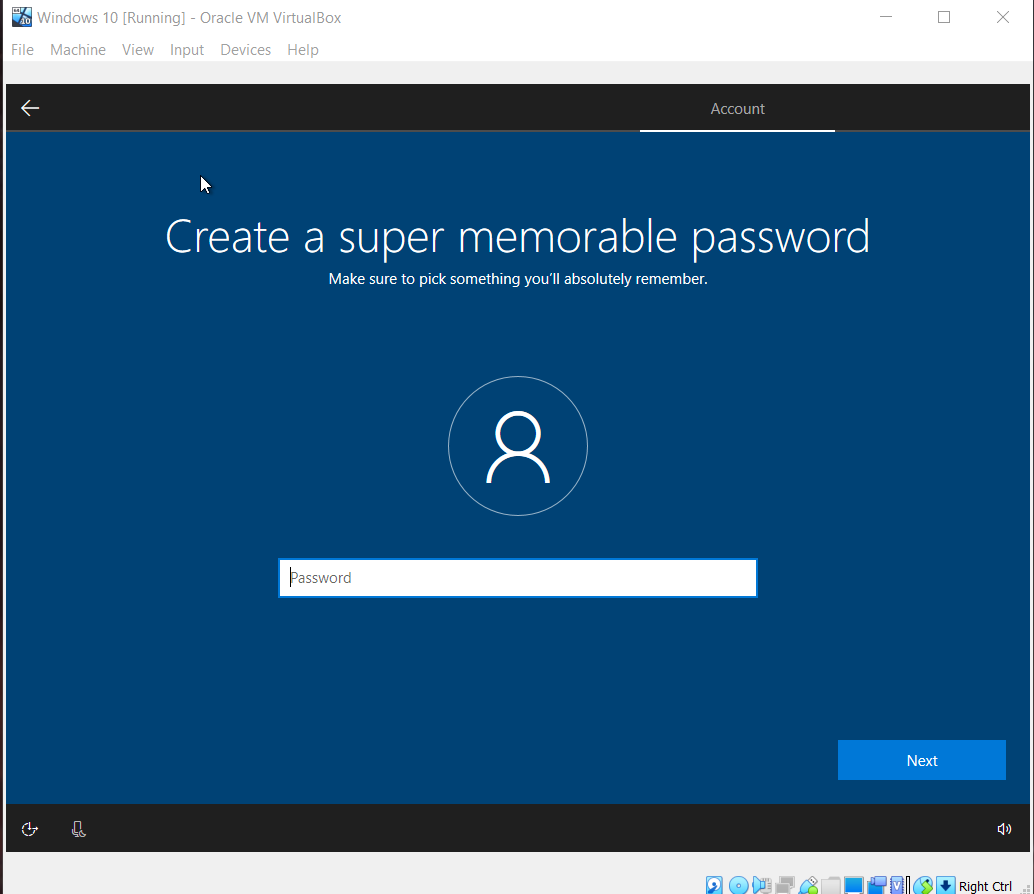 Windows 10 [Running] - Oracle VM VirtualBox
File Machine View Input Devices Help
Account
Create a super memorable password
Make sure to pick something you’ll absolutely remember.
Password
Next
Right Ctrl